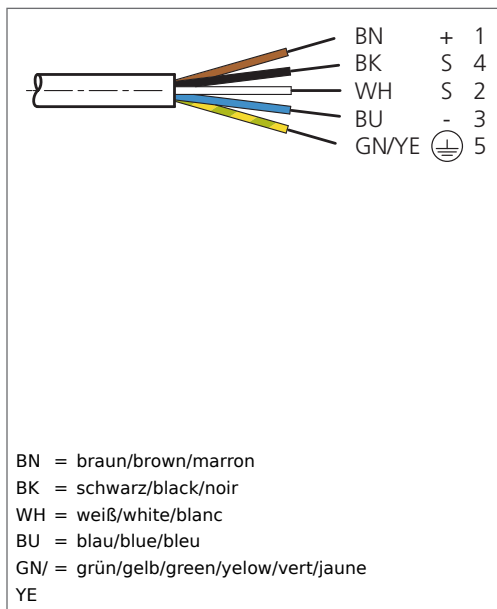 BN + 1
BK S 4
WH S 2
BU - 3
GN/YE ⏚ 5
BN = braun/brown/marron
BK = schwarz/black/noir
WH = weiß/white/blanc
BU = blau/blue/bleu
GN/ = grün/gelb/green/yelow/vert/jaune
YE